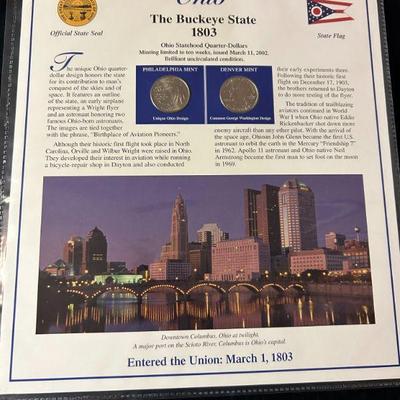 Ohio
The Buckeye State
1803
Official State Seal
State Flag
Ohio Statehood Quarter-Dollars
Minting limited to ten weeks, issued March 11, 2002.
Brilliant uncirculated condition.
PHILADELPHIA MINT
Unique Ohio Design
DENVER MINT
Common George Washington Design
The unique Ohio quarter-
dollar design honors the state
for its contribution to man's
conquest of the skies and of
space. It features an outline
of the state, an early airplane
representing a Wright flyer
and an astronaut honoring two
famous Ohio-born astronauts.
The images are tied together
with the phrase, "Birthplace of Aviation Pioneers."
Although their historic first flight took place in North
Carolina, Orville and Wilbur Wright were raised in Ohio.
They developed their interest in aviation while running
a bicycle-repair shop in Dayton and also conducted
their early experiments there.
Following their historic first
flight on December 17, 1903,
the brothers returned to Dayton
to do more testing of the flyer.
The tradition of trailblazing
aviators continued in World
War I when Ohio native Eddie
Rickenbacker shot down more
enemy aircraft than any other pilot. With the arrival of
the space age, Ohioan John Glenn became the first U.S.
astronaut to orbit the earth in the Mercury "Friendship 7"
in 1962. Apollo 11 astronaut and Ohio native Neil
Armstrong became the first man to set foot on the moon
in 1969.
Downtown Columbus, Ohio at twilight.
A major port on the Scioto River, Columbus is Ohio's capital.
Entered the Union: March 1, 1803